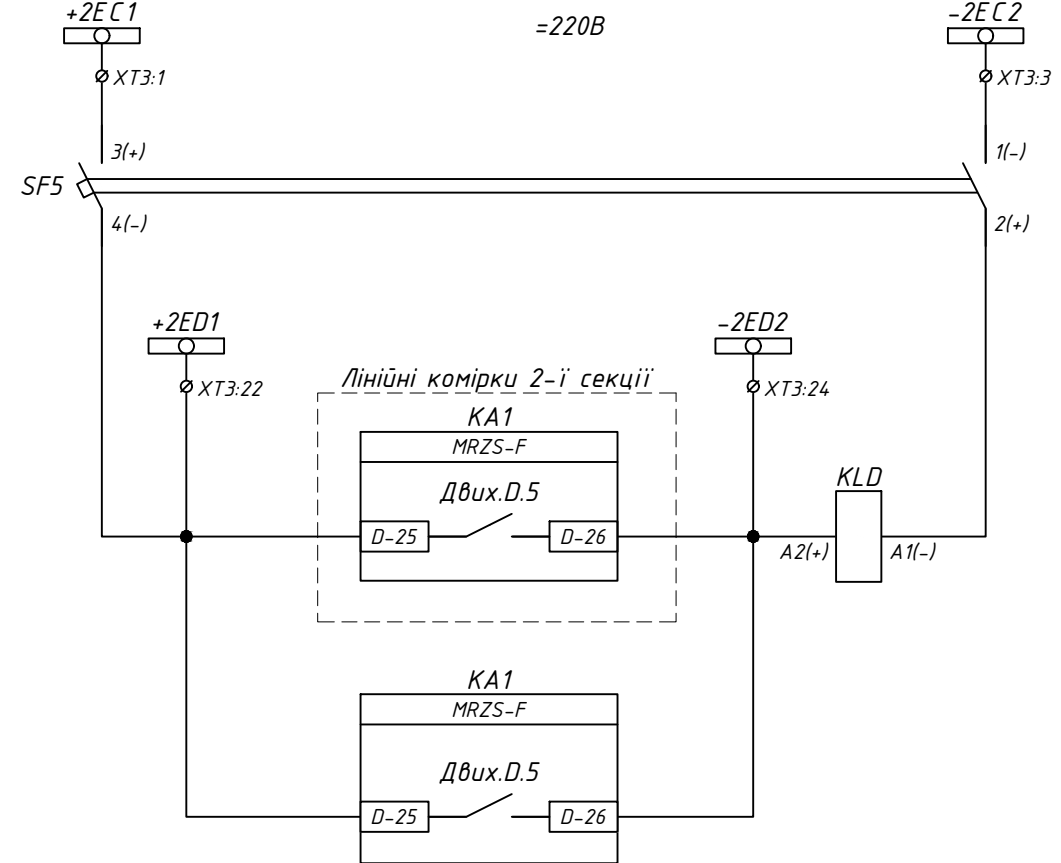 +2EC1
=220В
-2EC2
XT3:1
XT3:3
3(+)
1(-)
SF5
4(-)
2(+)
+2ED1
-2ED2
XT3:22
Лінійні комірки 2-ї секції
XT3:24
KA1
MRZS-F
KLD
Двих.D.5
D-25
D-26
A2(+)
A1(-)
KA1
MRZS-F
Двих.D.5
D-25
D-26